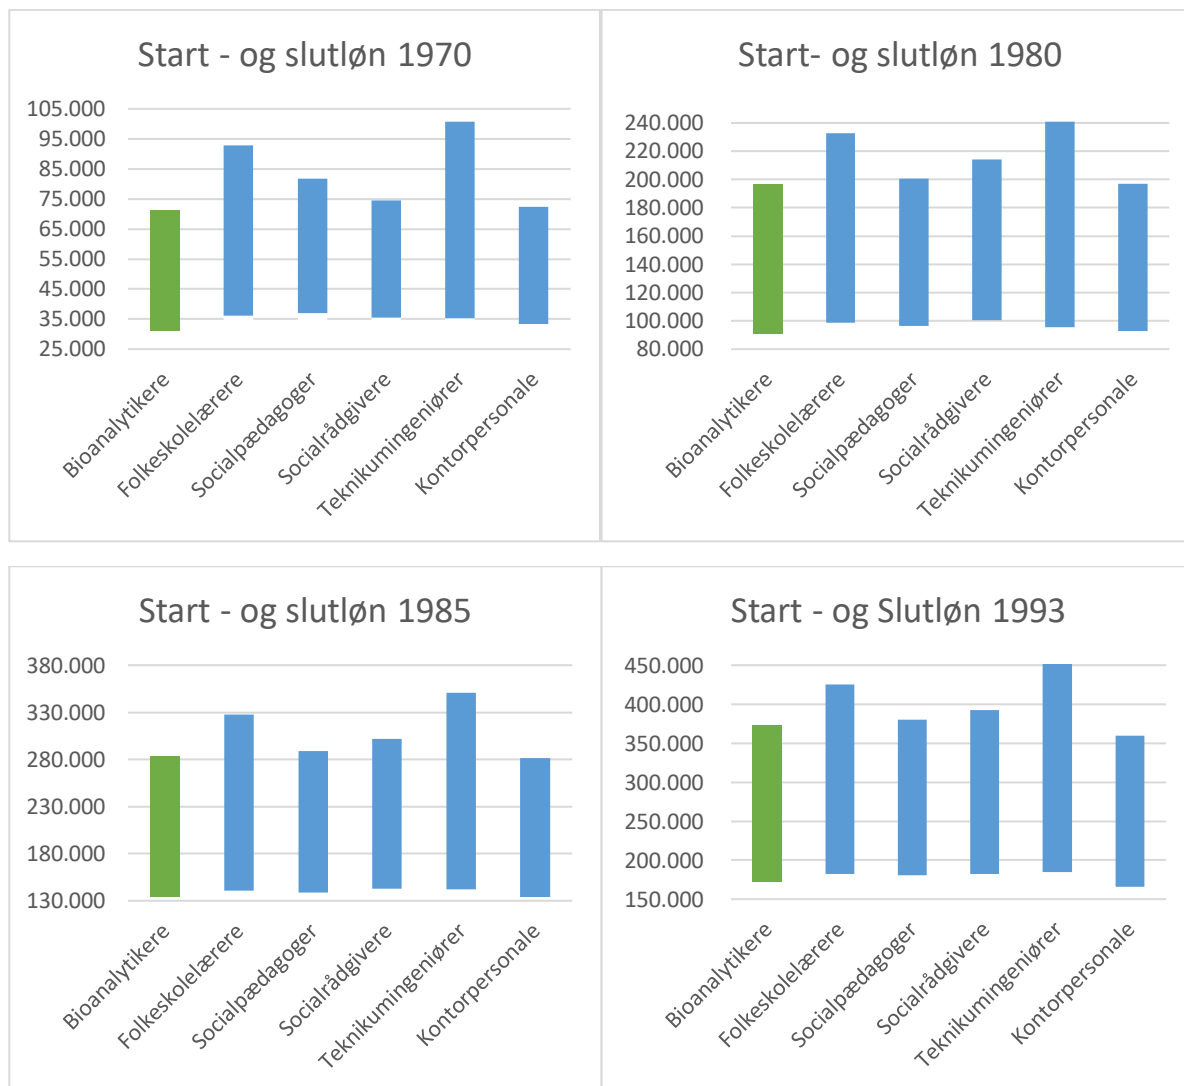 Start - og slutløn 1970
105.000
95.000
85.000
75.000
65.000
55.000
45.000
35.000
25.000
Bioanalytikere
Folkeskolelærere
Socialpædagoger
Socialrådgivere
Teknikumingeniører
Kontorpersonale
Start- og slutløn 1980
240.000
220.000
200.000
180.000
160.000
140.000
120.000
100.000
80.000
Bioanalytikere
Folkeskolelærere
Socialpædagoger
Socialrådgivere
Teknikumingeniører
Kontorpersonale
Start - og slutløn 1985
380.000
330.000
280.000
230.000
180.000
130.000
Bioanalytikere
Folkeskolelærere
Socialpædagoger
Socialrådgivere
Teknikumingeniører
Kontorpersonale
Start - og Slutløn 1993
450.000
400.000
350.000
300.000
250.000
200.000
150.000
Bioanalytikere
Folkeskolelærere
Socialpædagoger
Socialrådgivere
Teknikumingeniører
Kontorpersonale